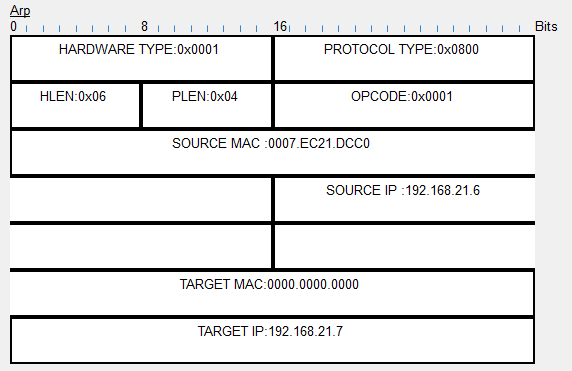 Arp
0 8 16 Bits
HARDWARE TYPE:0x0001 PROTOCOL TYPE:0x0800
HLEN:0x06 PLEN:0x04 OPCODE:0x0001
SOURCE MAC :0007.EC21.DCC0
SOURCE IP :192.168.21.6
TARGET MAC:0000.0000.0000
TARGET IP:192.168.21.7